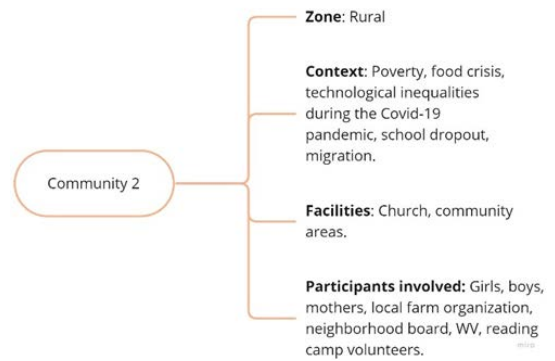 Zone: Rural
Context: Poverty, food crisis,
technological inequalities
during the Covid-19
pandemic, school dropout,
migration.
Community 2
Facilities: Church, community
areas.
Participants involved: Girls, boys,
mothers, local farm organization,
neighborhood board, WV, reading
camp volunteers.
miro